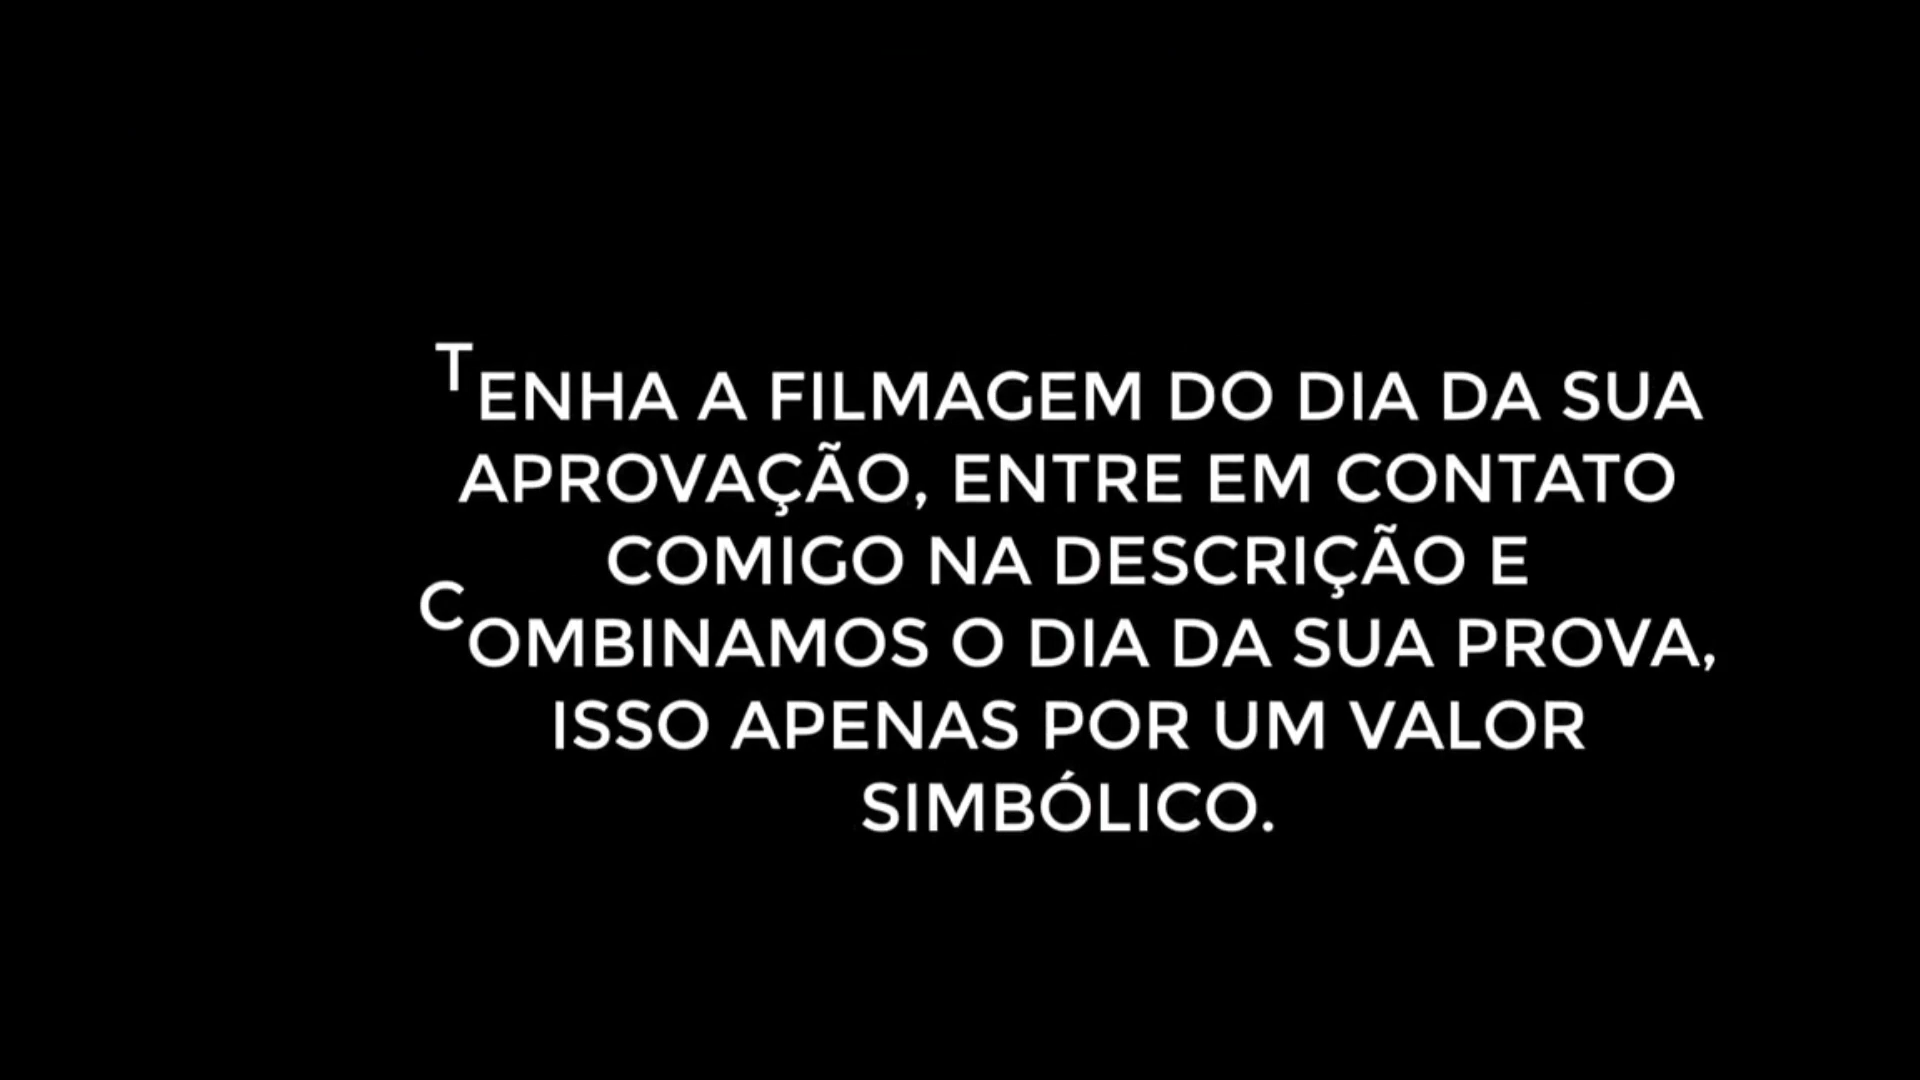 TENHA A FILMAGEM DO DIA DA SUA
APROVAÇÃO, ENTRE EM CONTATO
COMIGO NA DESCRIÇÃO E
COMBINAMOS O DIA DA SUA PROVA,
ISSO APENAS POR UM VALOR
SIMBÓLICO.